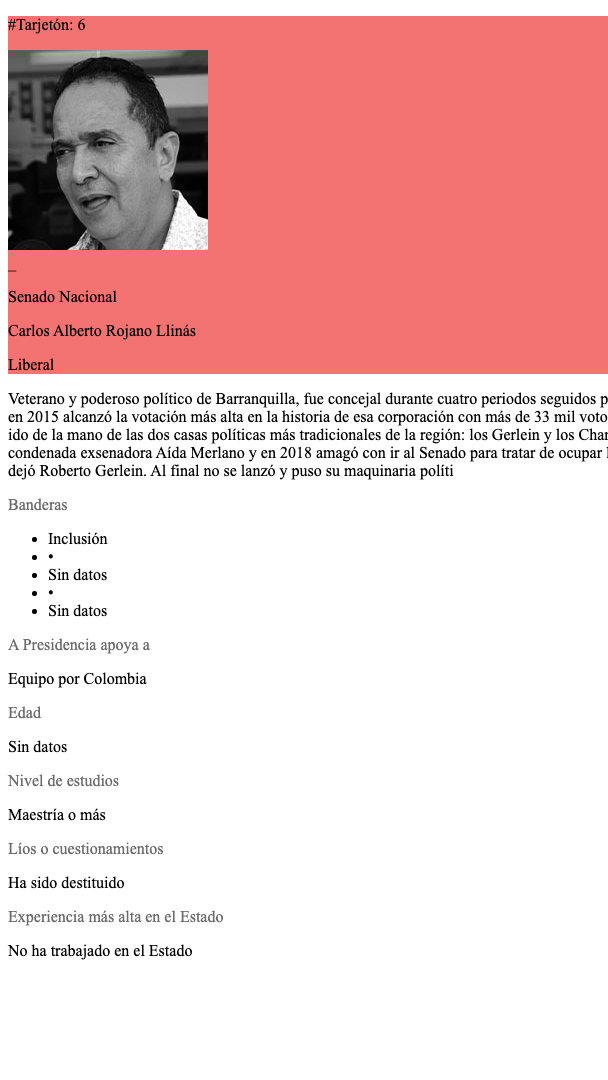 #Tarjetón: 6
_
Senado Nacional
Carlos Alberto Rojano Llinás
Liberal
Veterano y poderoso político de Barranquilla, fue concejal durante cuatro periodos seguidos
en 2015 alcanzó la votación más alta en la historia de esa corporación con más de 33 mil
ido de la mano de las dos casas políticas más tradicionales de la región: los Gerlein y los
condenada exsenadora Aída Merlano y en 2018 amagó con ir al Senado para tratar de ocupar
dejó Roberto Gerlein. Al final no se lanzó y puso su maquinaria políti
Banderas
• Inclusión
• •
• Sin datos
• •
• Sin datos
A Presidencia apoya a
Equipo por Colombia
Edad
Sin datos
Nivel de estudios
Maestría o más
Líos o cuestionamientos
Ha sido destituido
Experiencia más alta en el Estado
No ha trabajado en el Estado